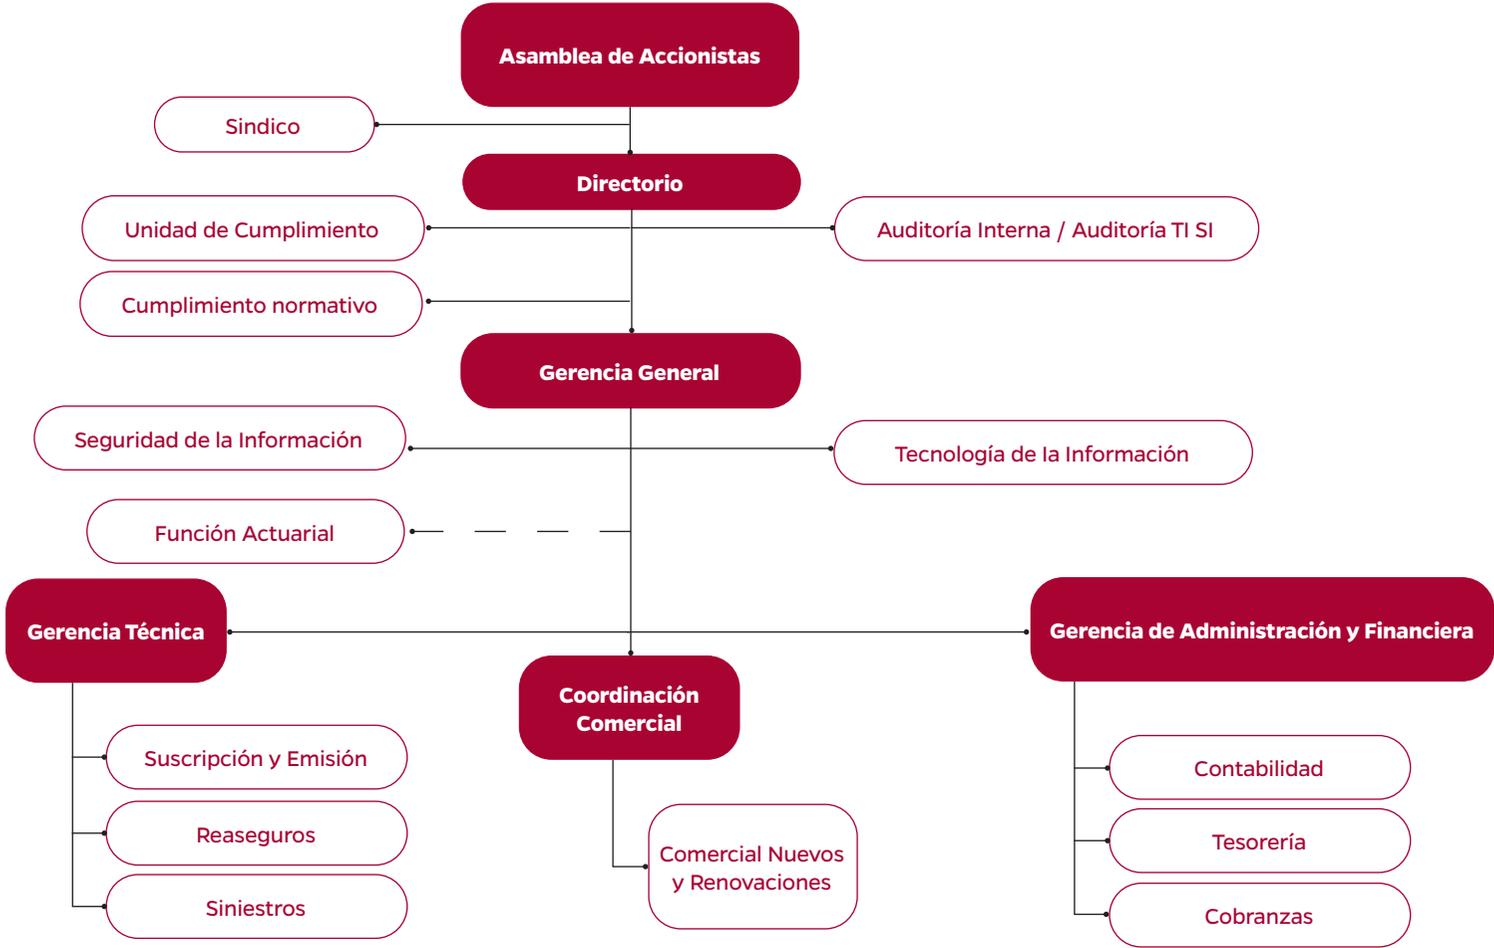 Asamblea de Accionistas
Sindico
Directorio
Unidad de Cumplimiento
Auditoría Interna / Auditoría TI SI
Cumplimiento normativo
Gerencia General
Seguridad de la Información
Tecnología de la Información
Función Actuarial
Gerencia Técnica
Gerencia de Administración y Financiera
Coordinación
Comercial
Suscripción y Emisión
Reaseguros
Siniestros
Comercial Nuevos
y Renovaciones
Contabilidad
Tesorería
Cobranzas